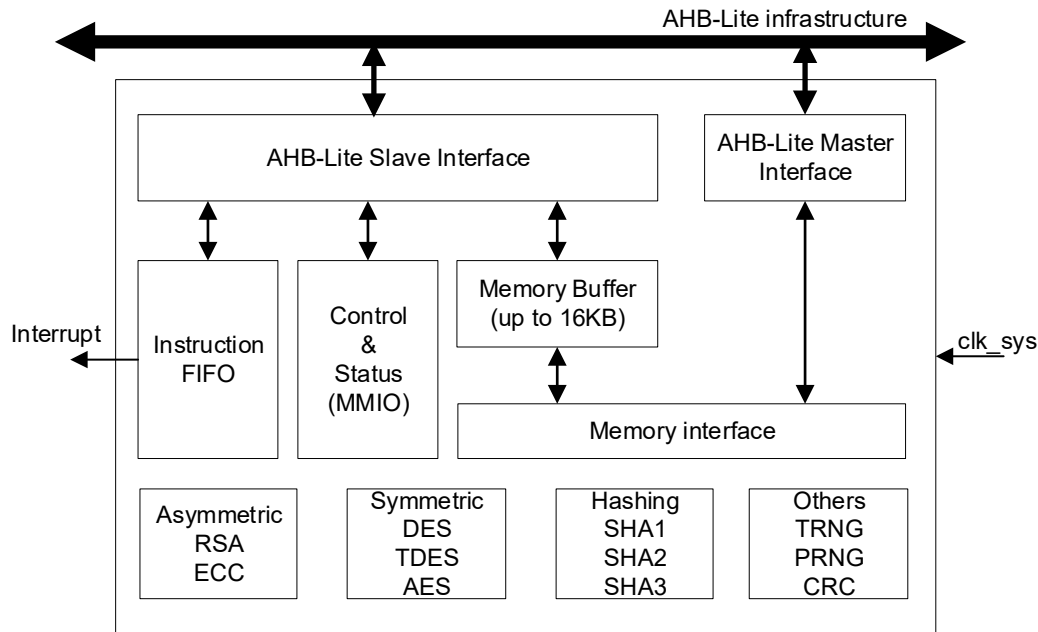 AHB-Lite infrastructure
AHB-Lite Slave Interface
AHB-Lite Master
Interface
Interrupt
Instruction
FIFO
Control
&
Status
(MMIO)
Memory Buffer
(up to 16KB)
clk_sys
Memory interface
Asymmetric
RSA
ECC
Symmetric
DES
TDES
AES
Hashing
SHA1
SHA2
SHA3
Others
TRNG
PRNG
CRC